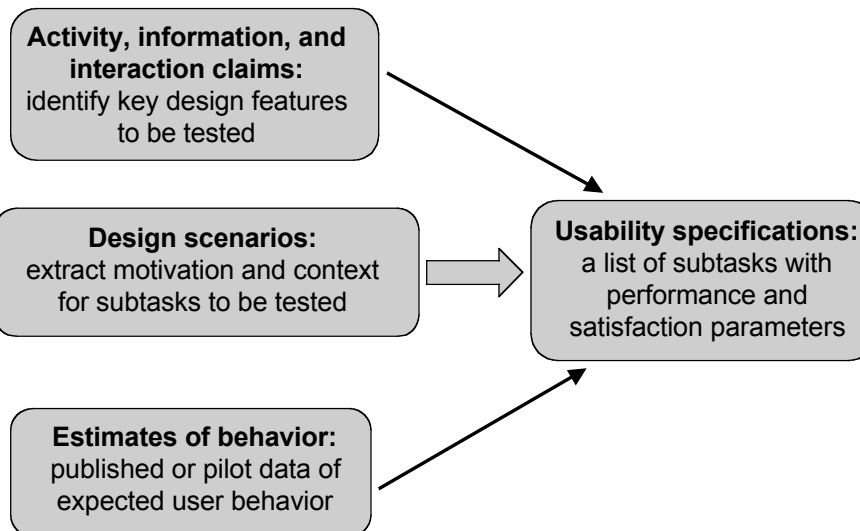 Activity, information, and
interaction claims:
identify key design features
to be tested
Design scenarios:
extract motivation and context
for subtasks to be tested
Usability specifications:
a list of subtasks with
performance and
satisfaction parameters
Estimates of behavior:
published or pilot data of
expected user behavior